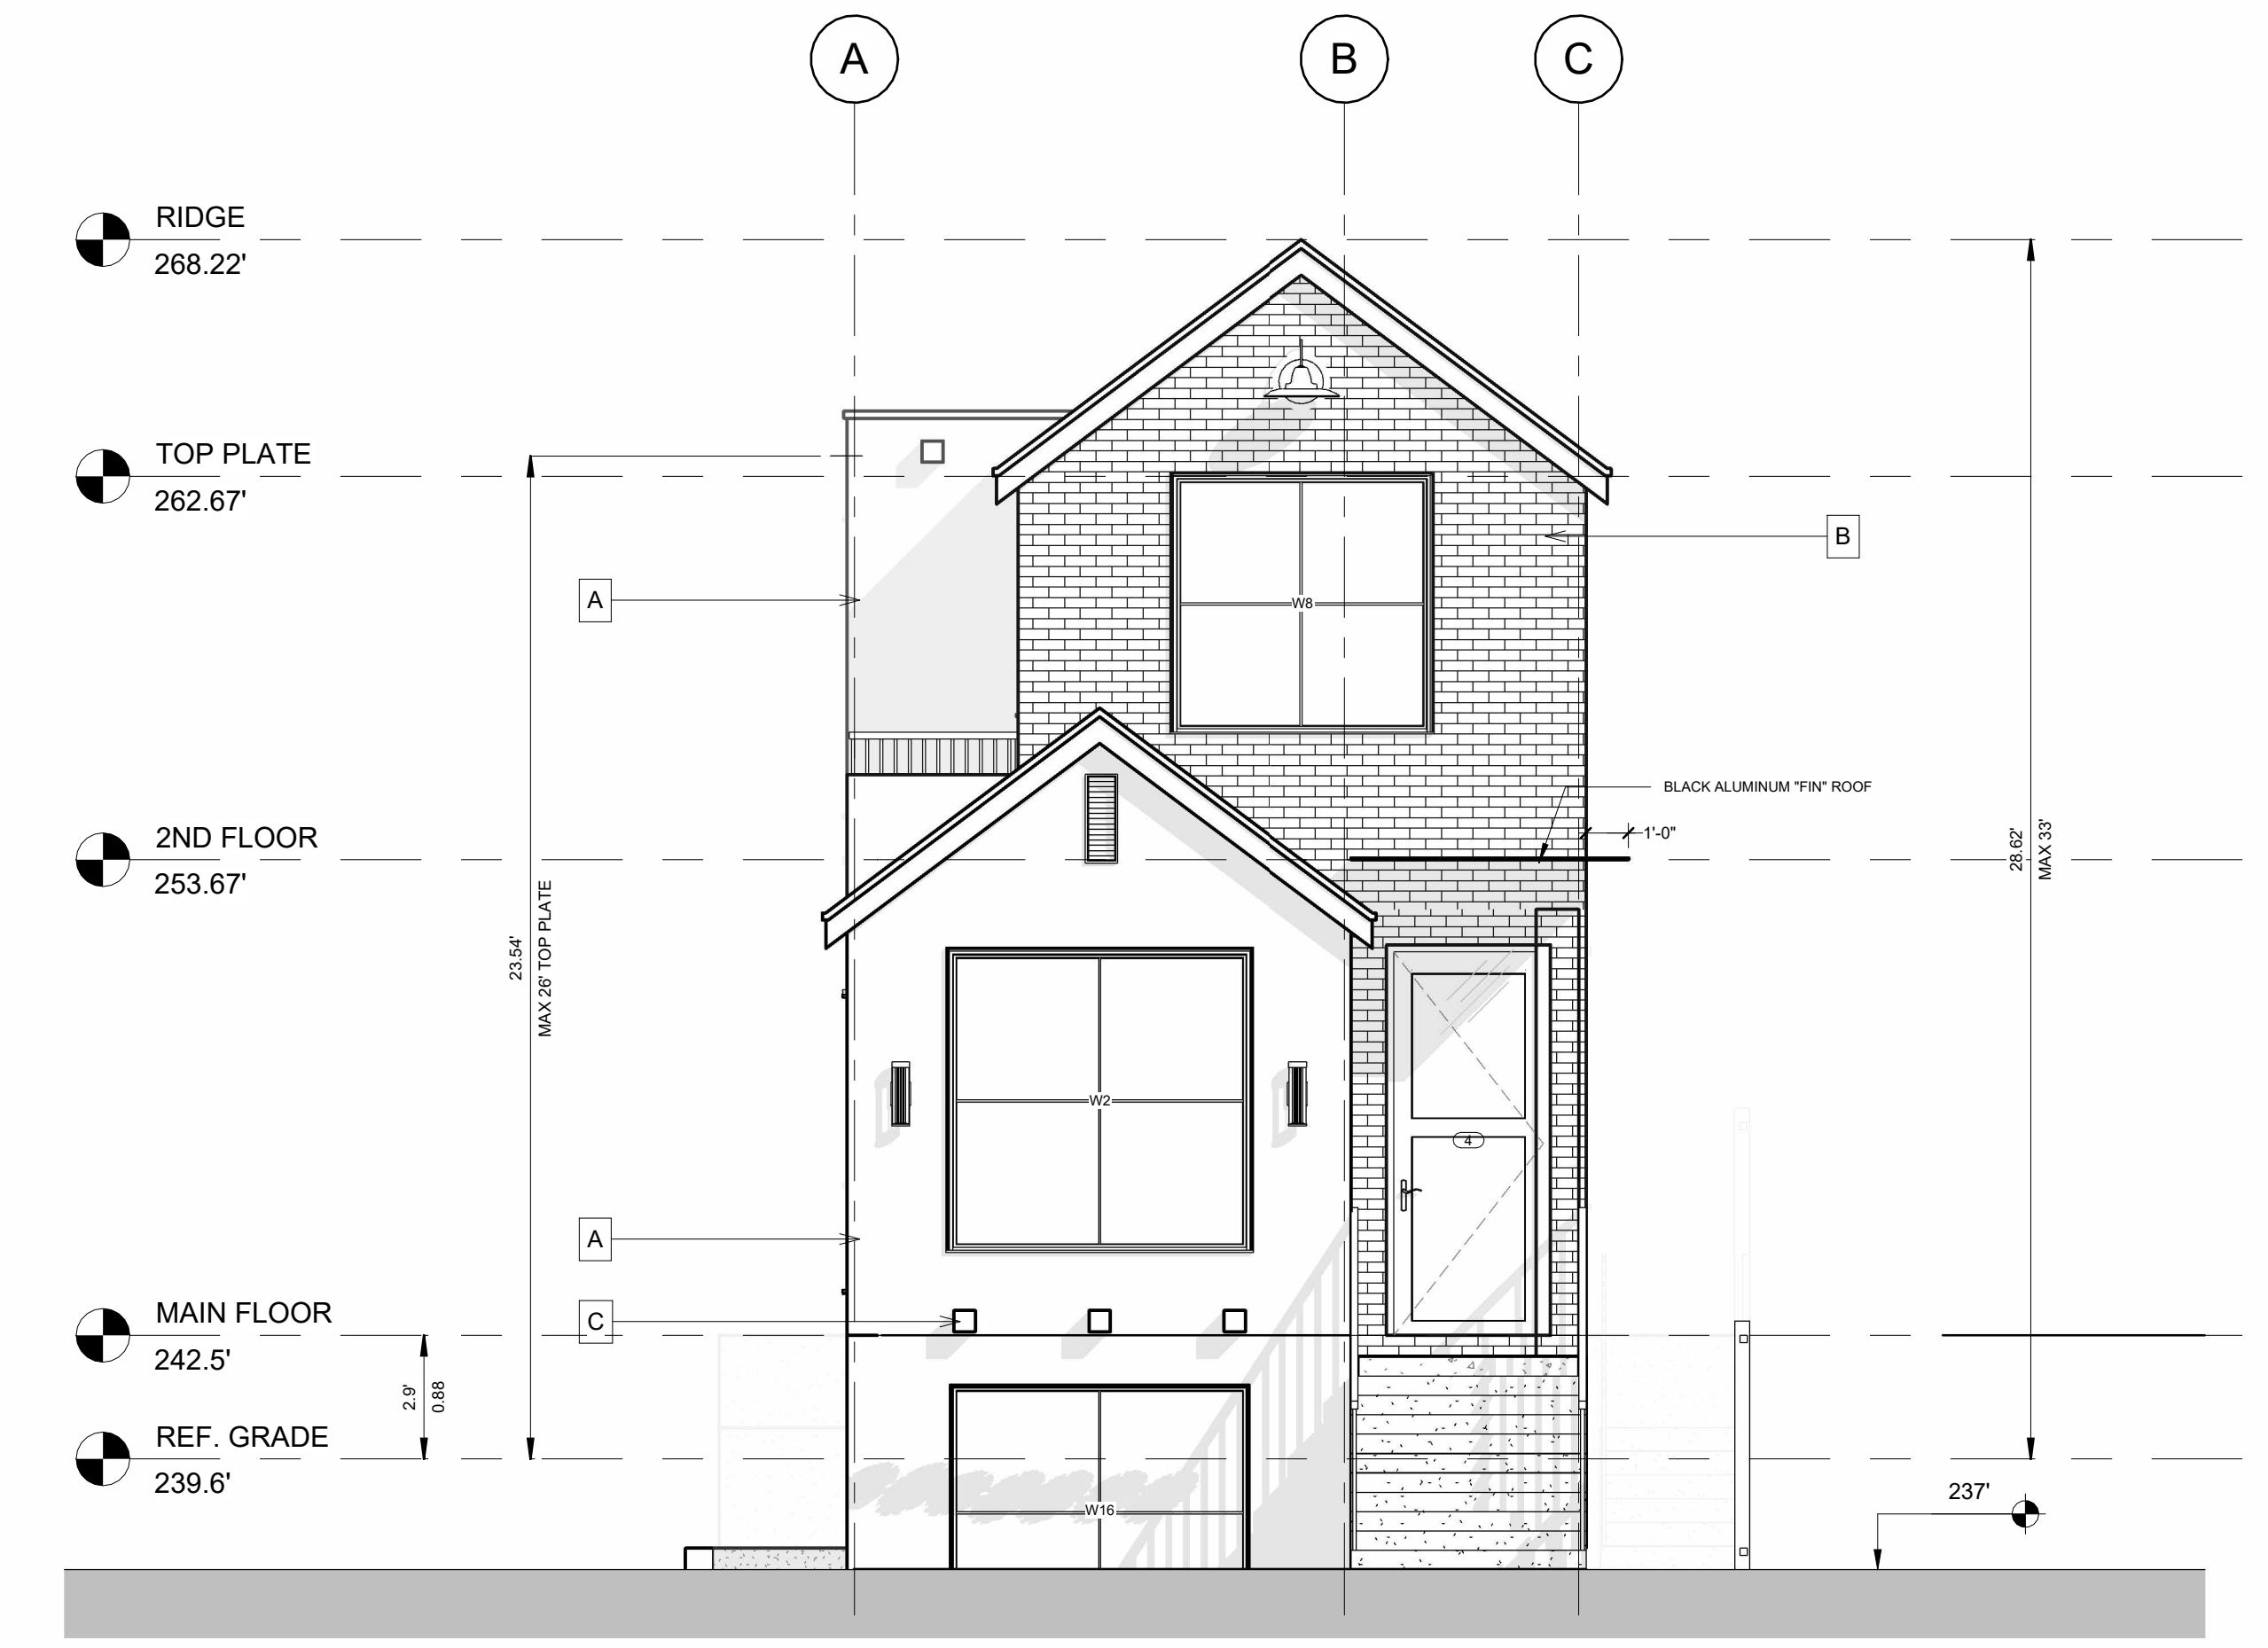 A
B
C
RIDGE
268.22'
TOP PLATE
262.67'
B
A
W8
BLACK ALUMINUM "FIN" ROOF
1'-0"
2ND FLOOR
253.67'
28.62'
MAX 33'
23.54'
MAX 26' TOP PLATE
W2
4
A
C
MAIN FLOOR
242.5'
2.9'
0.88
REF. GRADE
239.6'
W16
237'